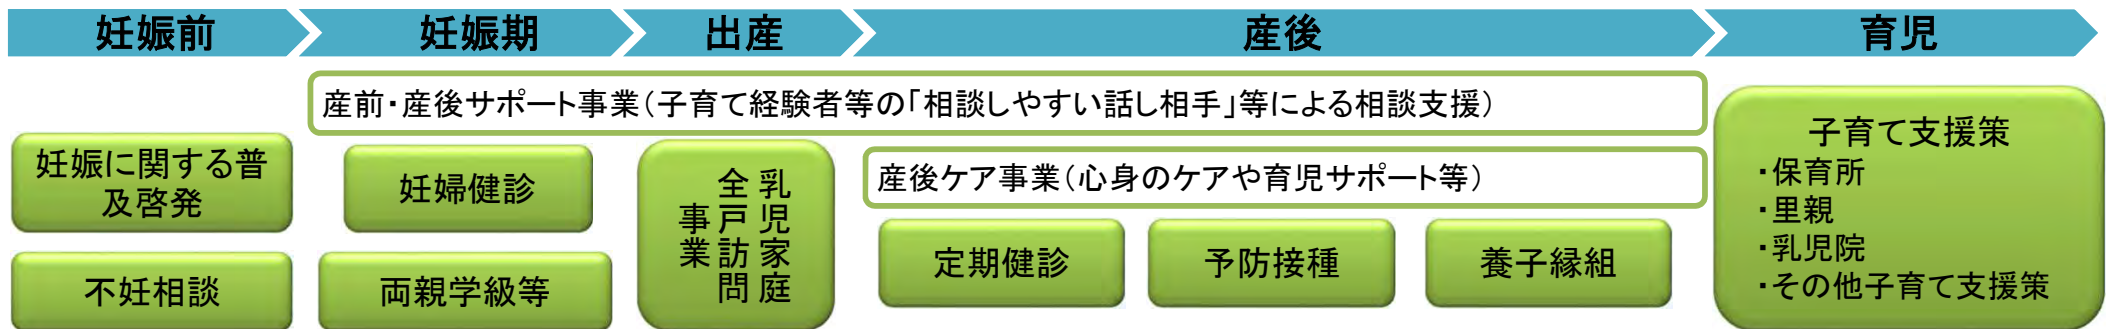 妊娠前
妊娠期
出産
産後
育児
産前・産後サポート事業(子育て経験者等の「相談しやすい話し相手」等による相談支援)
妊娠に関する普
及啓発
不妊相談
妊婦健診
両親学級等
乳児家庭
全戸訪問
事業
産後ケア事業(心身のケアや育児サポート等)
定期健診
予防接種
養子縁組
子育て支援策
・保育所
・里親
・乳児院
・その他子育て支援策